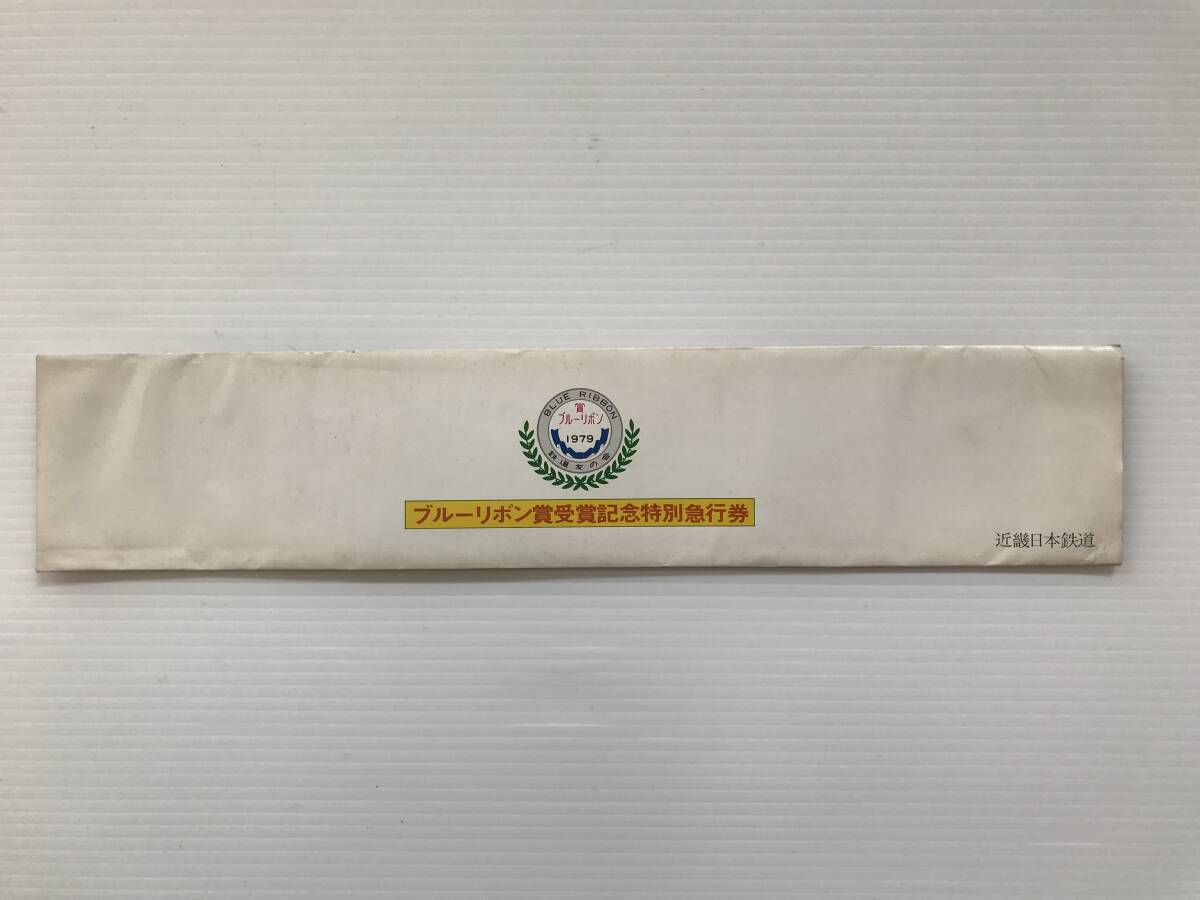 BLUE RIBBON
賞
ブルーリボン
1979
鉄道友の会
ブルーリボン賞受賞記念特別急行券
近畿日本鉄道